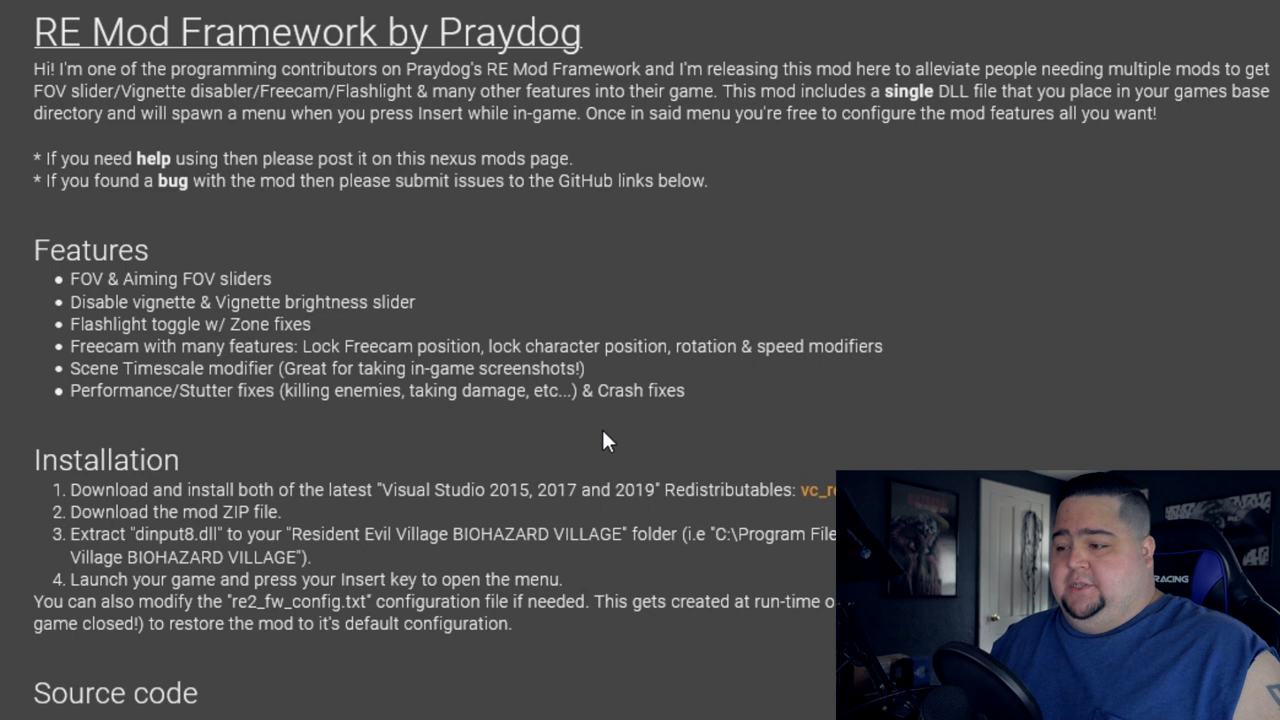 RE Mod Framework by Praydog
Hi! I'm one of the programming contributors on Praydog's RE Mod Framework and I'm releasing this mod here to alleviate people needing multiple mods to get
FOV slider/Vignette disabler/Freecam/Flashlight & many other features into their game. This mod includes a single DLL file that you place in your games base
directory and will spawn a menu when you press Insert while in-game. Once in said menu you're free to configure the mod features all you want!
* If you need help using then please post it on this nexus mods page.
* If you found a bug with the mod then please submit issues to the GitHub links below.
Features
• FOV & Aiming FOV sliders
• Disable vignette & Vignette brightness slider
• Flashlight toggle w/ Zone fixes
• Freecam with many features: Lock Freecam position, lock character position, rotation & speed modifiers
• Scene Timescale modifier (Great for taking in-game screenshots!)
• Performance/Stutter fixes (killing enemies, taking damage, etc...) & Crash fixes
Installation
1. Download and install both of the latest "Visual Studio 2015, 2017 and 2019" Redistributables:
2. Download the mod ZIP file.
3. Extract "dinput8.dll" to your "Resident Evil Village BIOHAZARD VILLAGE" folder (i.e "C:\Program File
Village BIOHAZARD VILLAGE").
4. Launch your game and press your Insert key to open the menu.
You can also modify the "re2_fw_config.txt" configuration file if needed. This gets created at run-time o
game closed!) to restore the mod to it's default configuration.
Source code
RACING